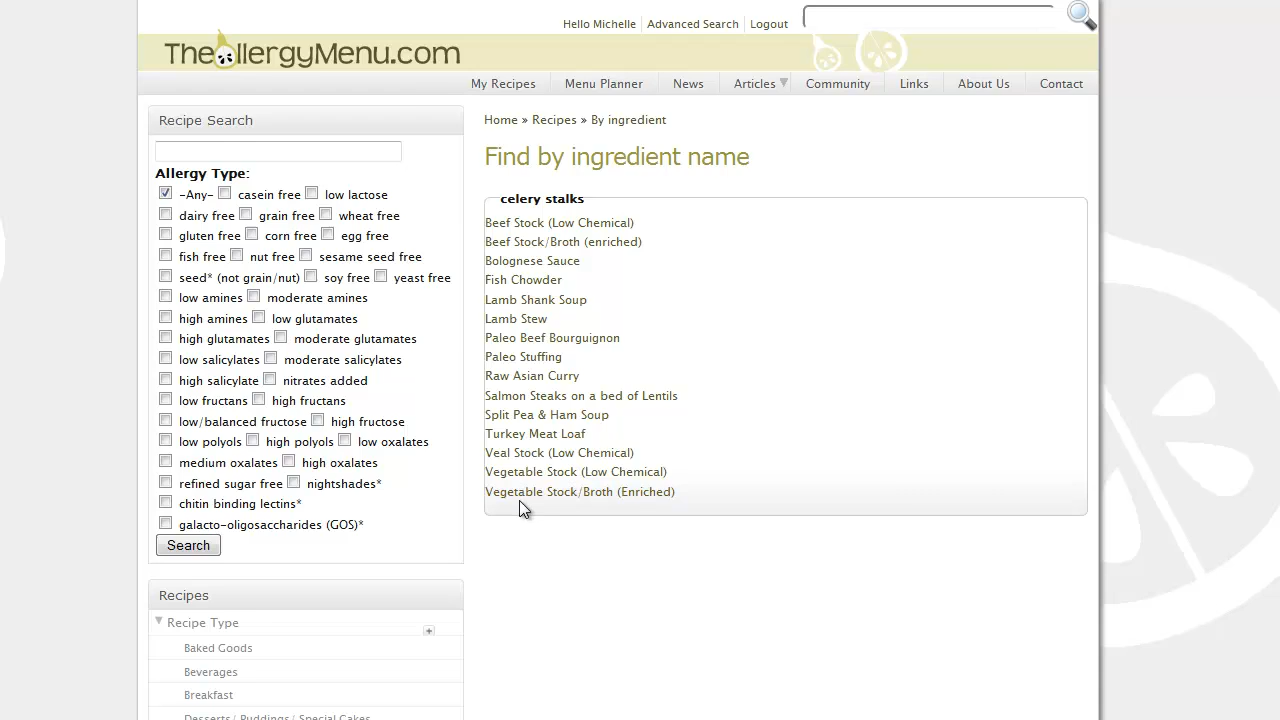 Hello Michelle Advanced Search Logout
TheAllergyMenu.com
My Recipes Menu Planner News Articles Community Links About Us Contact
Recipe Search
Allergy Type:
-Any- casein free low lactose
dairy free grain free wheat free
gluten free corn free egg free
fish free nut free sesame seed free
seed* (not grain/nut) soy free yeast free
low amines moderate amines
high amines low glutamates
high glutamates moderate glutamates
low salicylates moderate salicylates
high salicylate nitrates added
low fructans high fructans
low/balanced fructose high fructose
low polyols high polyols low oxalates
medium oxalates high oxalates
refined sugar free nightshades*
chitin binding lectins*
galacto-oligosaccharides (GOS)*
Search
Recipes
Recipe Type
Baked Goods
Beverages
Breakfast
Desserts/ Puddings/ Special Cakes
Home » Recipes » By ingredient
Find by ingredient name
celery stalks
Beef Stock (Low Chemical)
Beef Stock/Broth (enriched)
Bolognese Sauce
Fish Chowder
Lamb Shank Soup
Lamb Stew
Paleo Beef Bourguignon
Paleo Stuffing
Raw Asian Curry
Salmon Steaks on a bed of Lentils
Split Pea & Ham Soup
Turkey Meat Loaf
Veal Stock (Low Chemical)
Vegetable Stock (Low Chemical)
Vegetable Stock/Broth (Enriched)